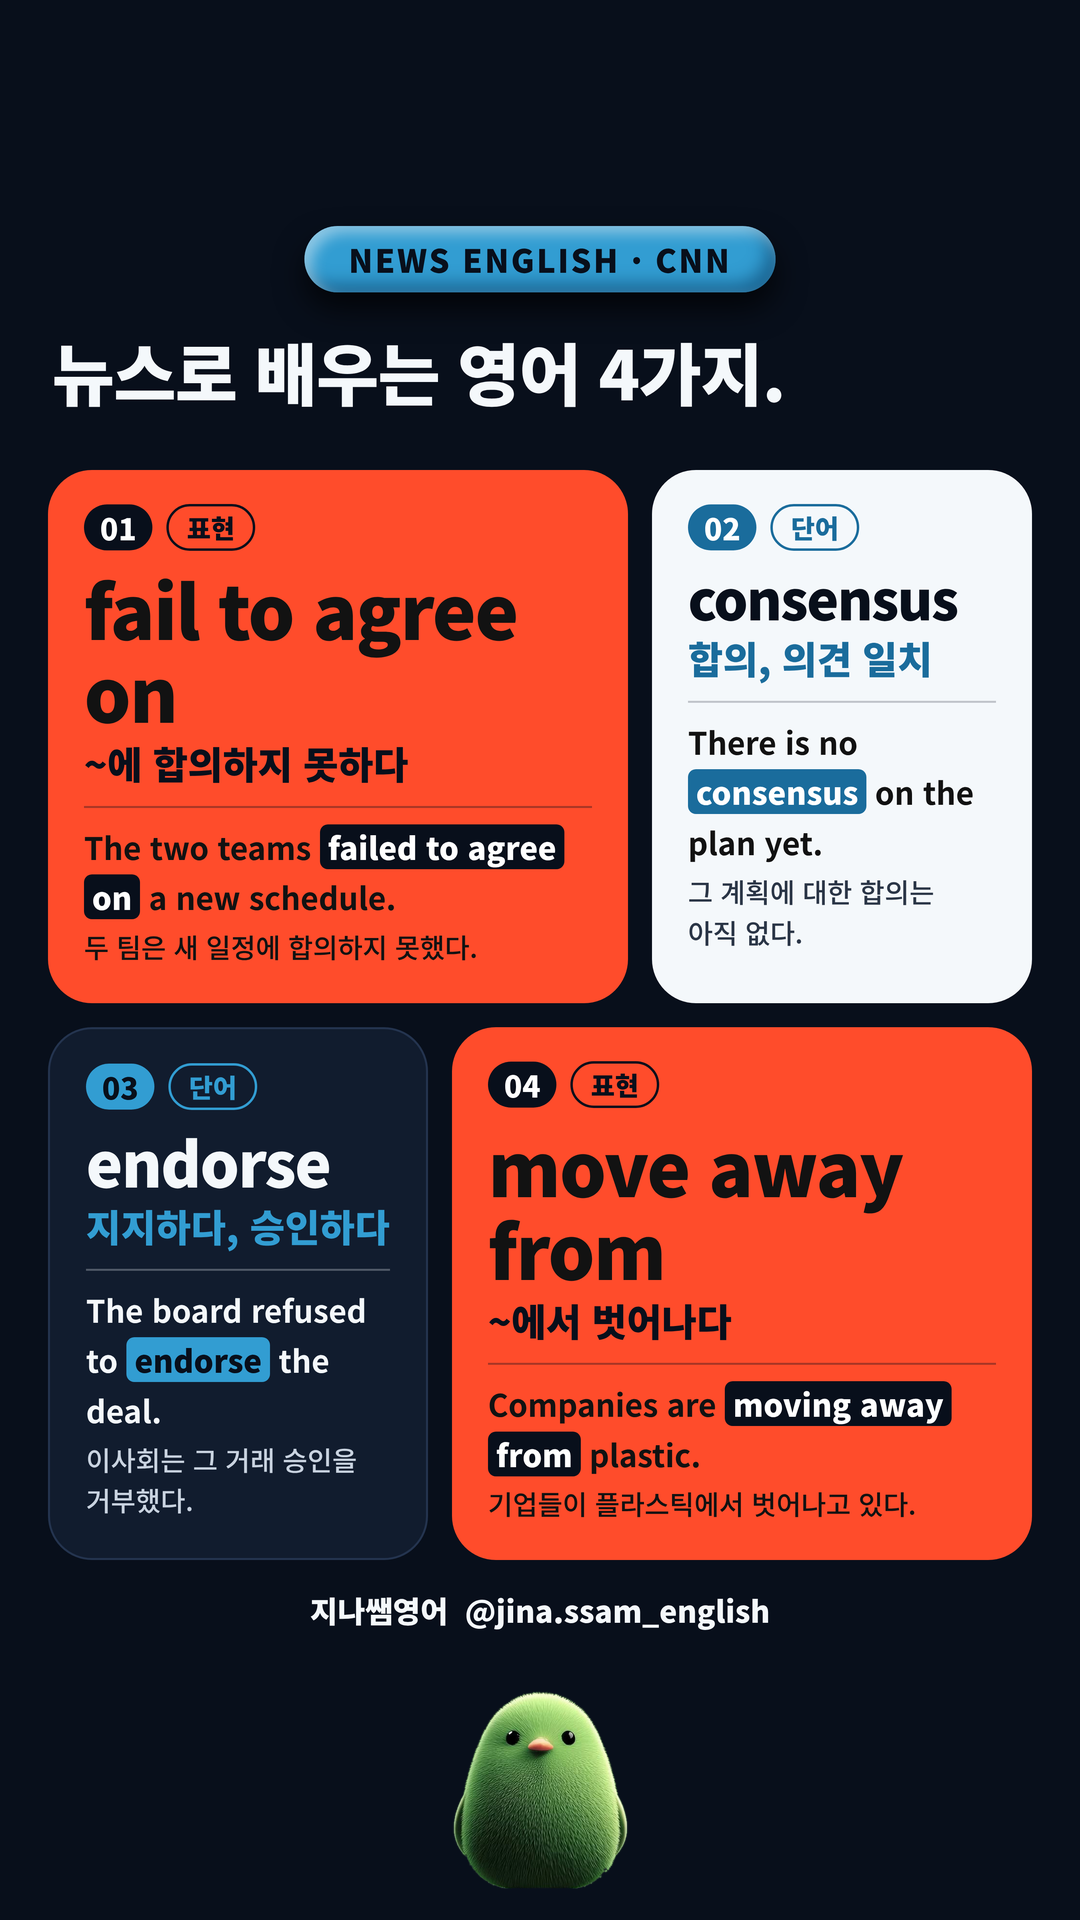 NEWS ENGLISH · CNN
뉴스로 배우는 영어 4가지.
01 표현
fail to agree
on
~에 합의하지 못하다
The two teams failed to agree
on a new schedule.
두 팀은 새 일정에 합의하지 못했다.
02 단어
consensus
합의, 의견 일치
There is no
consensus on the
plan yet.
그 계획에 대한 합의는
아직 없다.
03 단어
endorse
지지하다, 승인하다
The board refused
to endorse the
deal.
이사회는 그 거래 승인을
거부했다.
04 표현
move away
from
~에서 벗어나다
Companies are moving away
from plastic.
기업들이 플라스틱에서 벗어나고 있다.
지나쌤영어 @jina.ssam_english